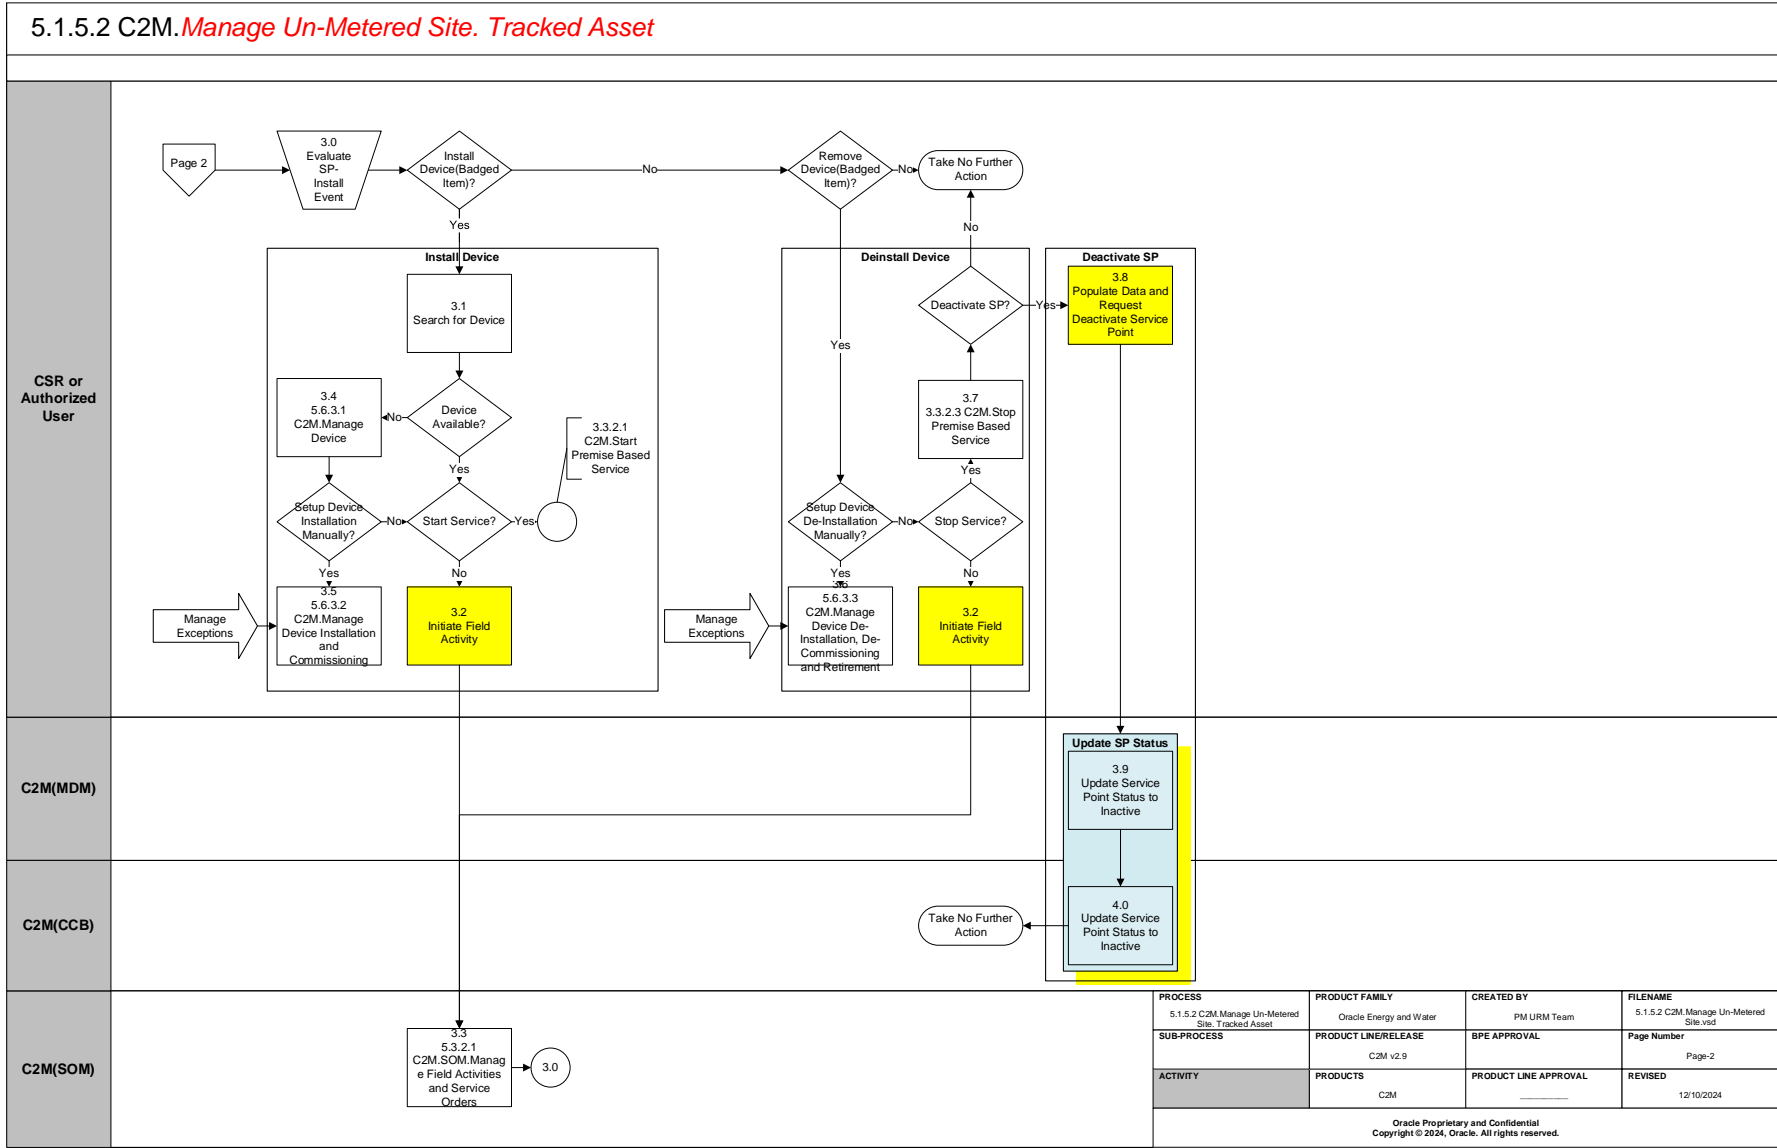 5.1.5.2 C2M.Manage Un-Metered Site. Tracked Asset
CSR or
Authorized
User
Page 2
3.0
Evaluate
SP-
Install
Event
Install
Device(Badged
Item)?
No
Remove
Device(Badged
Item)?
No
Take No Further
Action
Yes
No
Install Device
3.1
Search for Device
3.4
5.6.3.1
C2M.Manage
Device
No
Device
Available?
3.3.2.1
C2M.Start
Premise Based
Service
Yes
Setup Device
Installation
Manually?
No
Start Service?
Yes
Yes
No
Manage
Exceptions
3.5
5.6.3.2
C2M.Manage
Device Installation
and
Commissioning
3.2
Initiate Field
Activity
Deinstall Device
Deactivate SP?
Yes
Yes
3.7
3.3.2.3 C2M.Stop
Premise Based
Service
Yes
Setup Device
De-Installation
Manually?
No
Stop Service?
Yes
No
Manage
Exceptions
3.6
5.6.3.3
C2M.Manage
Device De-
Installation, De-
Commissioning
and Retirement
3.2
Initiate Field
Activity
Deactivate SP
3.8
Populate Data and
Request
Deactivate Service
Point
C2M(MDM)
Update SP Status
3.9
Update Service
Point Status to
Inactive
C2M(CCB)
Take No Further
Action
4.0
Update Service
Point Status to
Inactive
C2M(SOM)
3.3
5.3.2.1
C2M.SOM.Manag
e Field Activities
and Service
Orders
3.0
PROCESS
5.1.5.2 C2M.Manage Un-Metered
Site. Tracked Asset
PRODUCT FAMILY
Oracle Energy and Water
CREATED BY
PM URM Team
FILENAME
5.1.5.2 C2M.Manage Un-Metered
Site.vsd
SUB-PROCESS
PRODUCT LINE/RELEASE
C2M v2.9
BPE APPROVAL
Page Number
Page-2
ACTIVITY
PRODUCTS
C2M
PRODUCT LINE APPROVAL
___________
REVISED
12/10/2024
Oracle Proprietary and Confidential
Copyright © 2024, Oracle. All rights reserved.